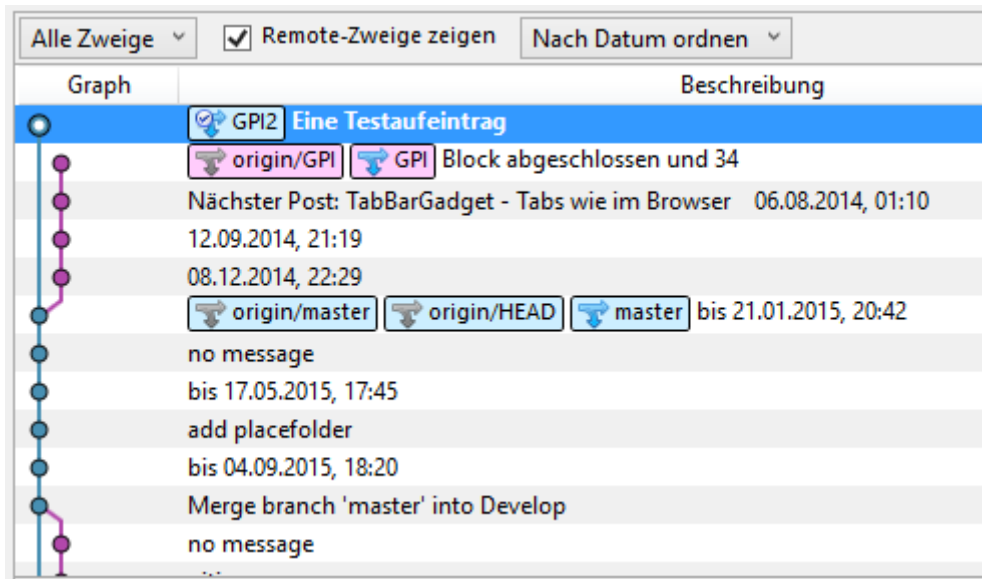 Alle Zweige Remote-Zweige zeigen Nach Datum ordnen
Graph Beschreibung
GPI2 Eine Testaufeintrag
origin/GPI GPI Block abgeschlossen und 34
Nächster Post: TabBarGadget - Tabs wie im Browser 06.08.2014, 01:10
12.09.2014, 21:19
08.12.2014, 22:29
origin/master origin/HEAD master bis 21.01.2015, 20:42
no message
bis 17.05.2015, 17:45
add placefolder
bis 04.09.2015, 18:20
Merge branch 'master' into Develop
no message